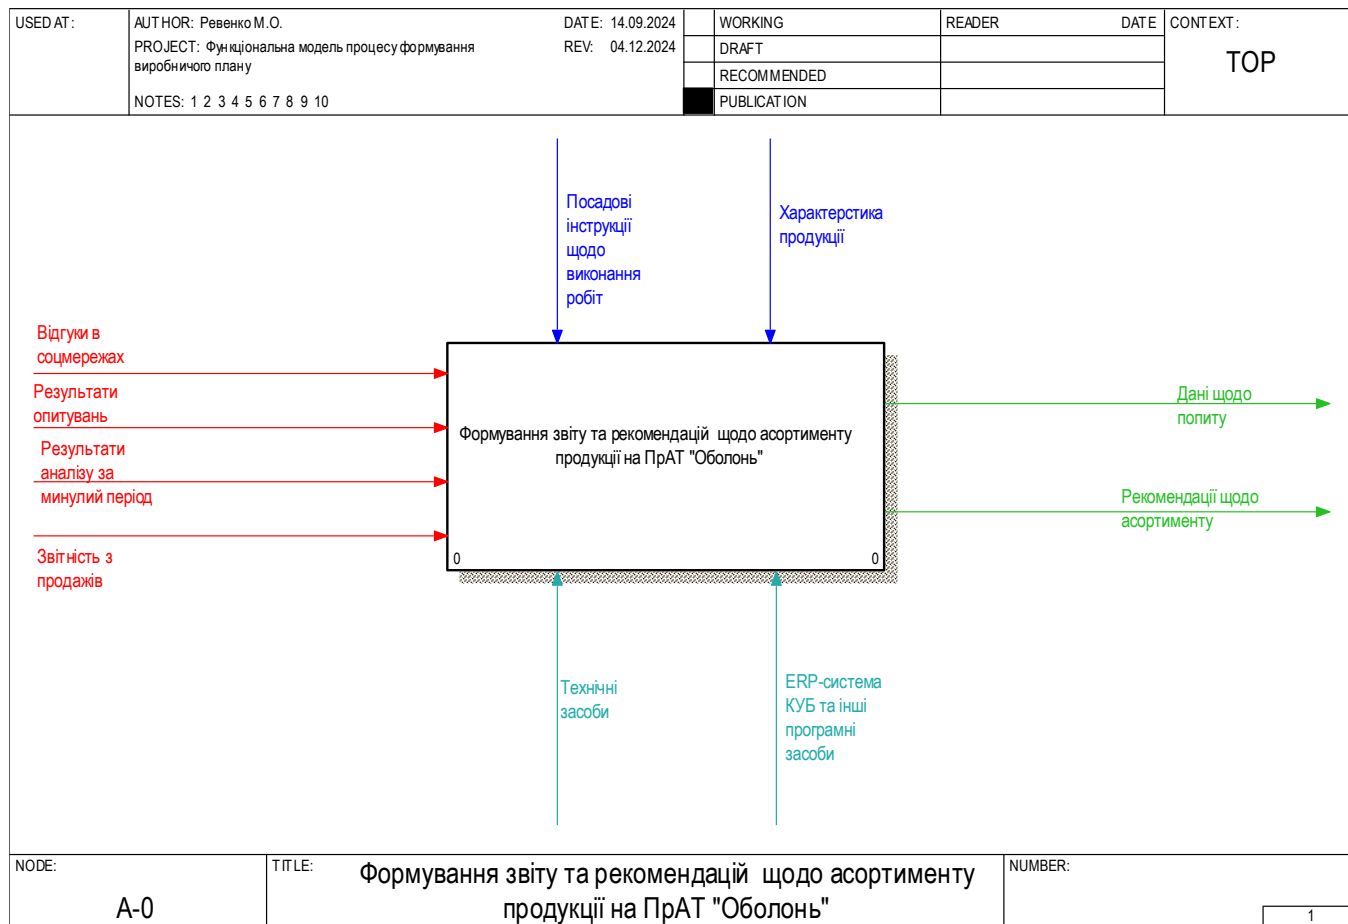 USED AT:
AUTHOR: Ревенко М.О.
DATE: 14.09.2024
PROJECT: Функціональна модель процесу формування
виробничого плану
REV: 04.12.2024
NOTES: 1 2 3 4 5 6 7 8 9 10
WORKING
DRAFT
RECOMMENDED
PUBLICATION
READER
DATE
CONTEXT:
TOP
Посадові
інструкції
щодо
виконання
робіт
Характерстика
продукції
Відгуки в
соцмережах
Результати
опитувань
Результати
аналізу за
минулий період
Звітність з
продажів
Формування звіту та рекомендацій щодо асортименту
продукції на ПрАТ "Оболонь"
0
0
Дані щодо
попиту
Рекомендації щодо
асортименту
Технічні
засоби
ERP-система
КУБ та інші
програмні
засоби
NODE:
A-0
TITLE:
Формування звіту та рекомендацій щодо асортименту
продукції на ПрАТ "Оболонь"
NUMBER:
1